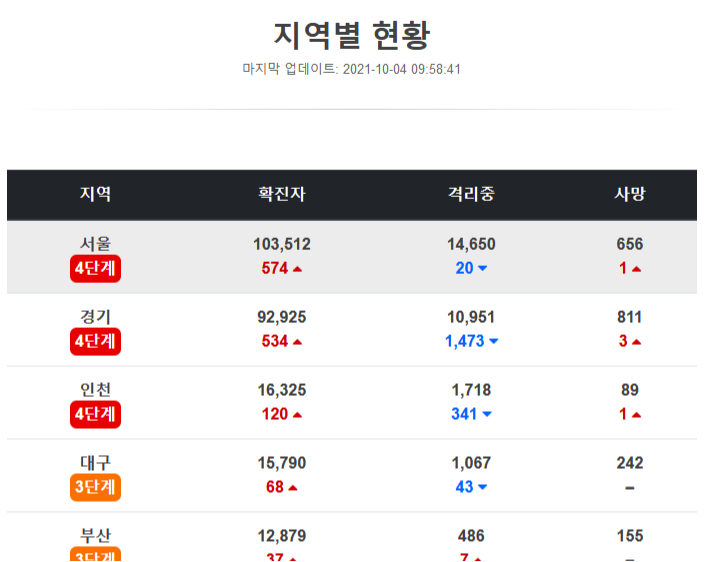 지역별 현황
마지막 업데이트: 2021-10-04 09:58:41
지역 확진자 격리중 사망
서울 103,512 14,650 656
4단계 574 ▲ 20 ▼ 1 ▲
경기 92,925 10,951 811
4단계 534 ▲ 1,473 ▼ 3 ▲
인천 16,325 1,718 89
4단계 120 ▲ 341 ▼ 1 ▲
대구 15,790 1,067 242
3단계 68 ▲ 43 ▼ -
부산 12,879 486 155
3단계 37 ▲ 7 ▲ -